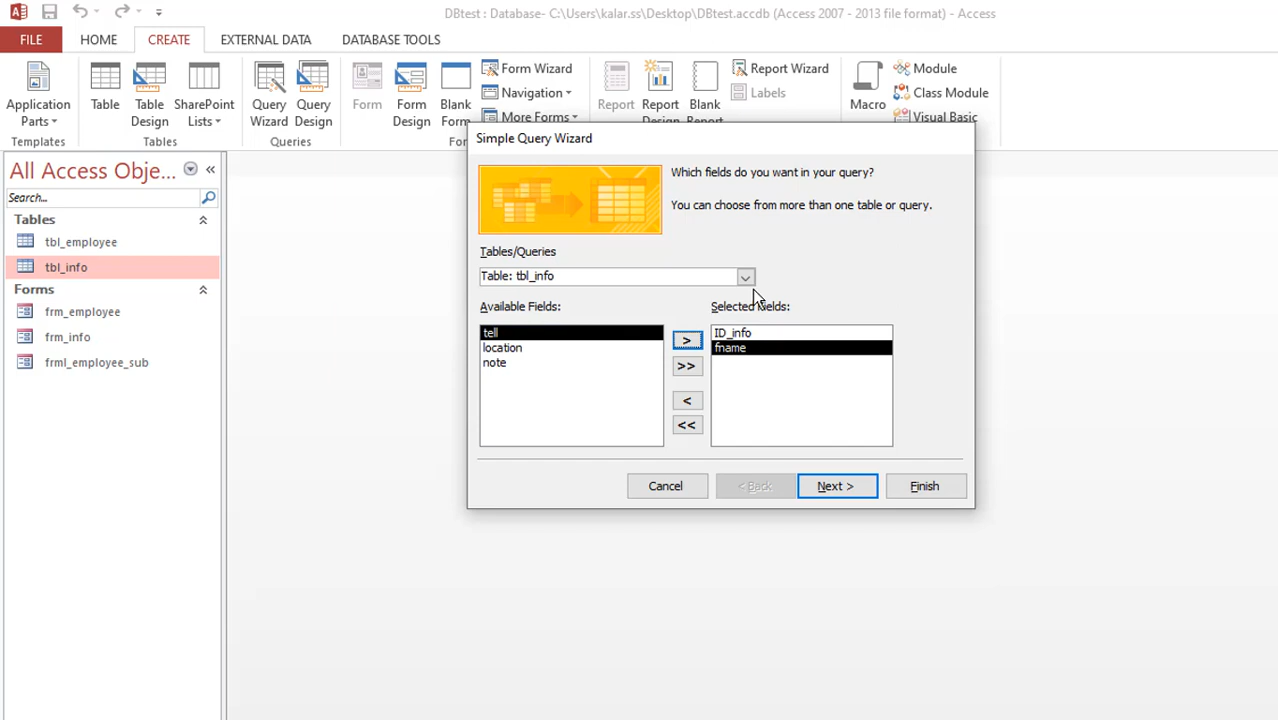 DBtest : Database- C:\Users\kalar.ss\Desktop\DBtest.accdb (Access 2007 - 2013 file format) - Access
FILE HOME CREATE EXTERNAL DATA DATABASE TOOLS
Application Parts
Table
Table Design
SharePoint Lists
Query Wizard
Query Design
Form
Form Design
Blank Form
Form Wizard
Navigation
More Forms
Report
Report Design
Blank Report
Report Wizard
Labels
Macro
Module
Class Module
Visual Basic
Templates
Tables
Queries
All Access Obje...
Search...
Tables
tbl_employee
tbl_info
Forms
frm_employee
frm_info
frml_employee_sub
Simple Query Wizard
Which fields do you want in your query?
You can choose from more than one table or query.
Tables/Queries
Table: tbl_info
Available Fields:
tell
location
note
>
>>
<
<<
Selected Fields:
ID_info
fname
Cancel < Back Next > Finish